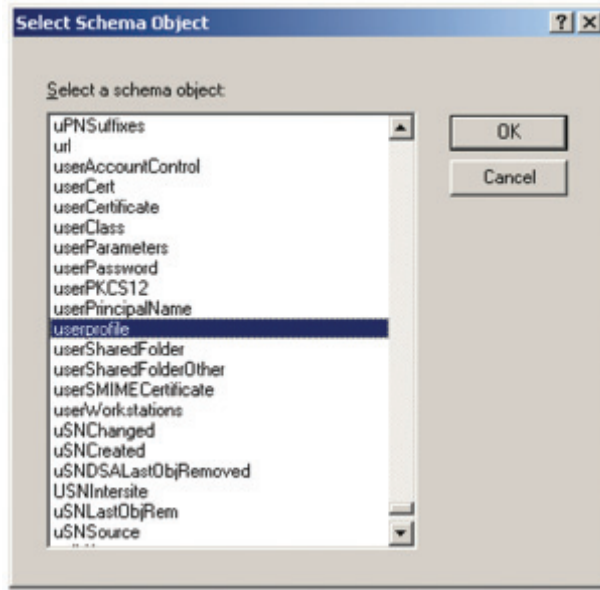 Select Schema Object
Select a schema object:
uPNSuffixes
url
userAccountControl
userCert
userCertificate
userClass
userParameters
userPassword
userPKCS12
userPrincipalName
userprofile
userSharedFolder
userSharedFolderOther
userSMIMECertificate
userWorkstations
uSNChanged
uSNCreated
uSNDSALastObjRemoved
USNIntersite
uSNLastObjRem
uSNSource
OK
Cancel